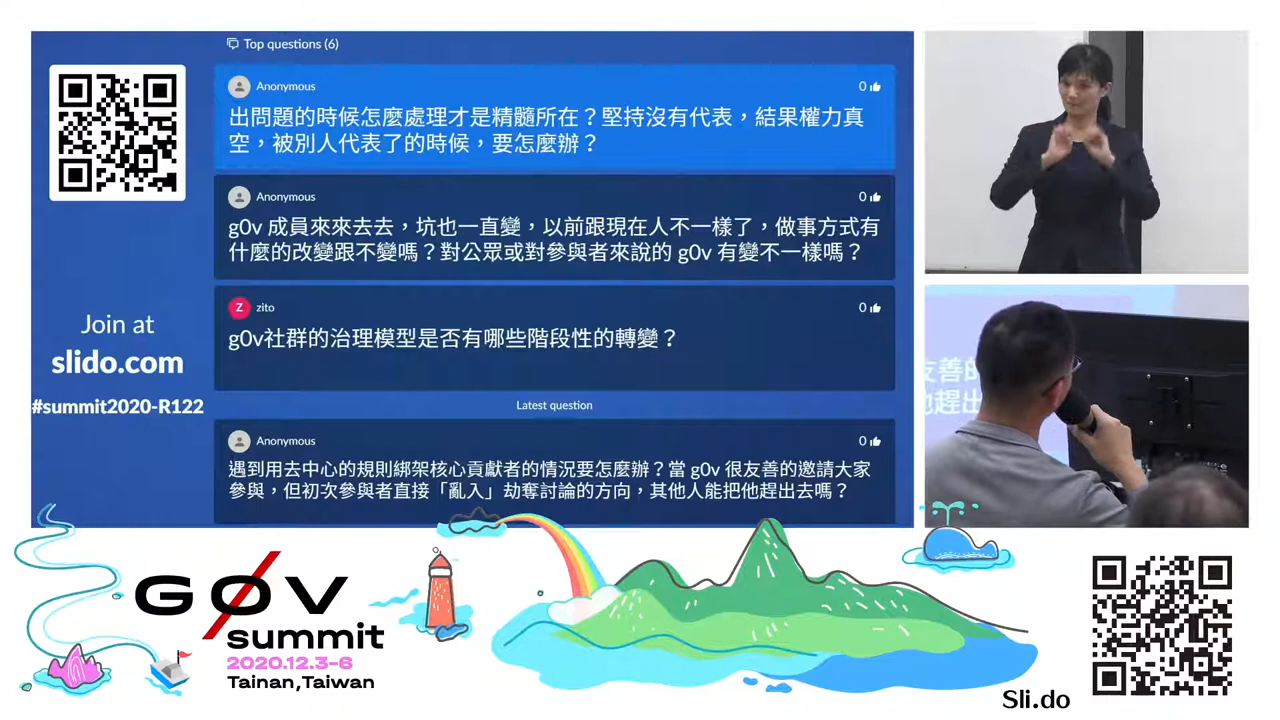 Top questions (6)
Anonymous
0
出問題的時候怎麼處理才是精髓所在？堅持沒有代表，結果權力真
空，被別人代表了的時候，要怎麼辦？
Anonymous
0
g0v 成員來來去去，坑也一直變，以前跟現在人不一樣了，做事方式有
什麼的改變跟不變嗎？對公眾或對參與者來說的 g0v 有變不一樣嗎？
Z zito
0
g0v社群的治理模型是否有哪些階段性的轉變？
Latest question
Anonymous
0
遇到用去中心的規則綁架核心貢獻者的情況要怎麼辦？當 g0v 很友善的邀請大家
參與，但初次參與者直接「亂入」劫奪討論的方向，其他人能把他趕出去嗎？
Join at
slido.com
#summit2020-R122
友善的
他趕出
G0V
summit
2020.12.3-6
Tainan,Taiwan
Sli.do